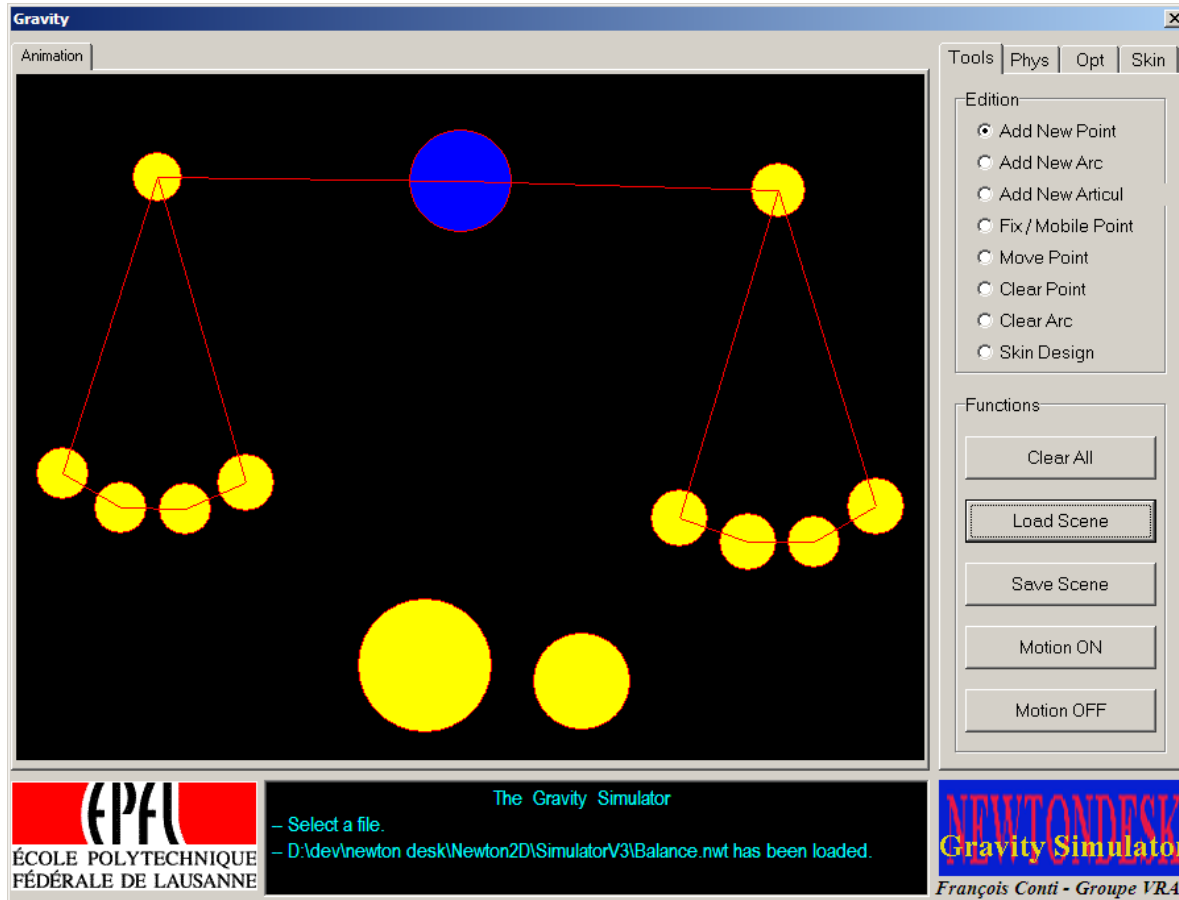 Gravity
Animation
Tools Phys Opt Skin
Edition
Add New Point
Add New Arc
Add New Articul
Fix / Mobile Point
Move Point
Clear Point
Clear Arc
Skin Design
Functions
Clear All
Load Scene
Save Scene
Motion ON
Motion OFF
EPFL
ÉCOLE POLYTECHNIQUE
FÉDÉRALE DE LAUSANNE
The Gravity Simulator
– Select a file.
– D:\dev\newton desk\Newton2D\SimulatorV3\Balance.nwt has been loaded.
NEWTONDESK
Gravity Simulator
François Conti - Groupe VRA